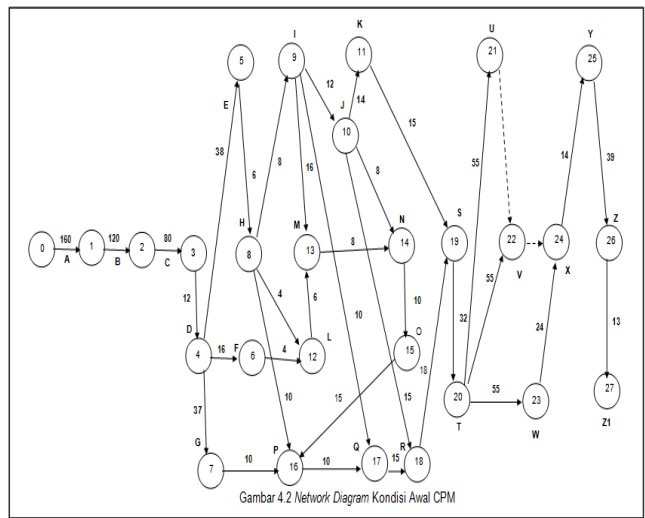 K
U
Y
I
11
21
25
9
5
12
J
14
E
10
15
38
8
16
55
14
39
6
8
S
H
M
N
Z
160
120
80
0
1
2
3
8
13
8
14
19
22
24
26
A
B
C
V
X
4
6
10
55
32
12
10
24
13
D
F
L
O
4
16
6
4
12
15
18
27
37
10
15
15
20
55
23
Z1
G
P
Q
R
T
W
7
10
16
10
17
15
18
Gambar 4.2 Network Diagram Kondisi Awal CPM